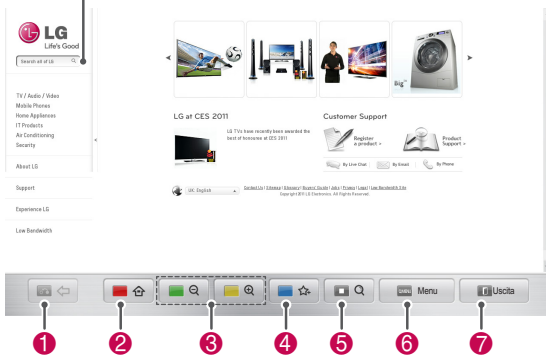 LG
Life's Good
Search all of LG
TV / Audio / Video
Mobile Phones
Home Appliances
IT Products
Air Conditioning
Security
About LG
Support
Experience LG
Low Bandwidth
Big
LG at CES 2011
LG TVs have recently been awarded the
best of honours at CES 2011
Customer Support
Register
a product >
Product
Support >
By Live Chat
By Email
By Phone
UK English
Contact Us | Sitemap | Glossary | Buyers' Guide | Jobs | Privacy | Legal | Low Bandwidth Site
Copyright 2011 LG Electronics. All Rights Reserved.
Menu
Uscita
1
2
3
4
5
6
7